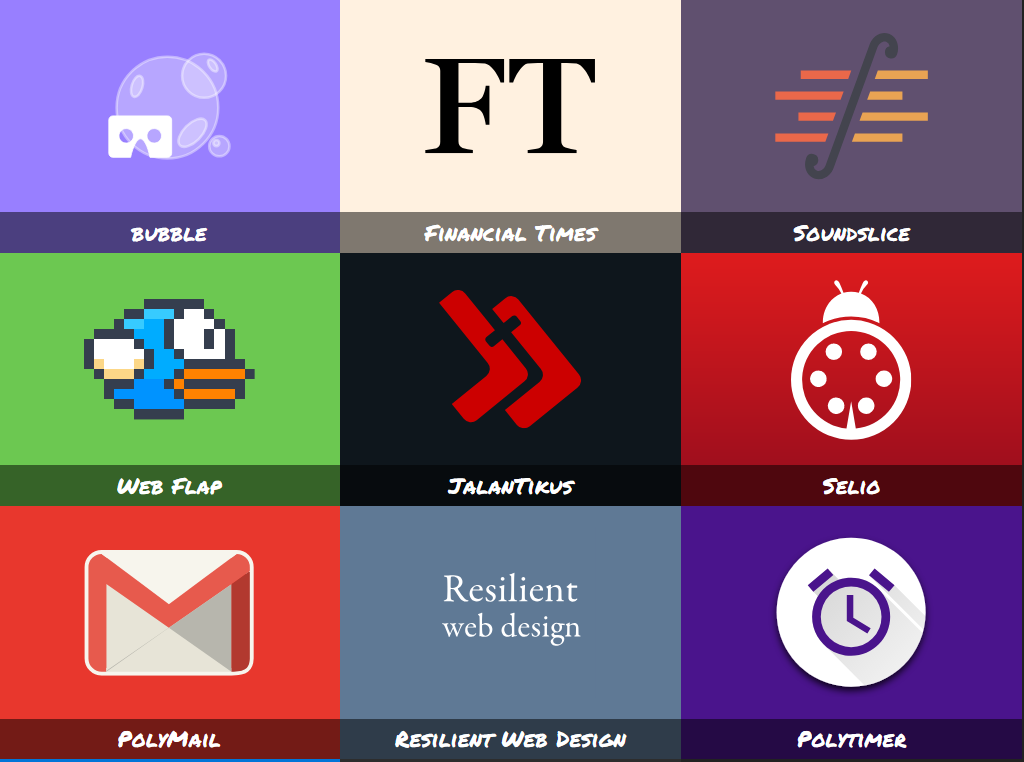 FT
BUBBLE
FINANCIAL TIMES
SOUNDSLICE
WEB FLAP
JALANTIKUS
SELIO
Resilient
web design
POLYMAIL
RESILIENT WEB DESIGN
POLYTIMER